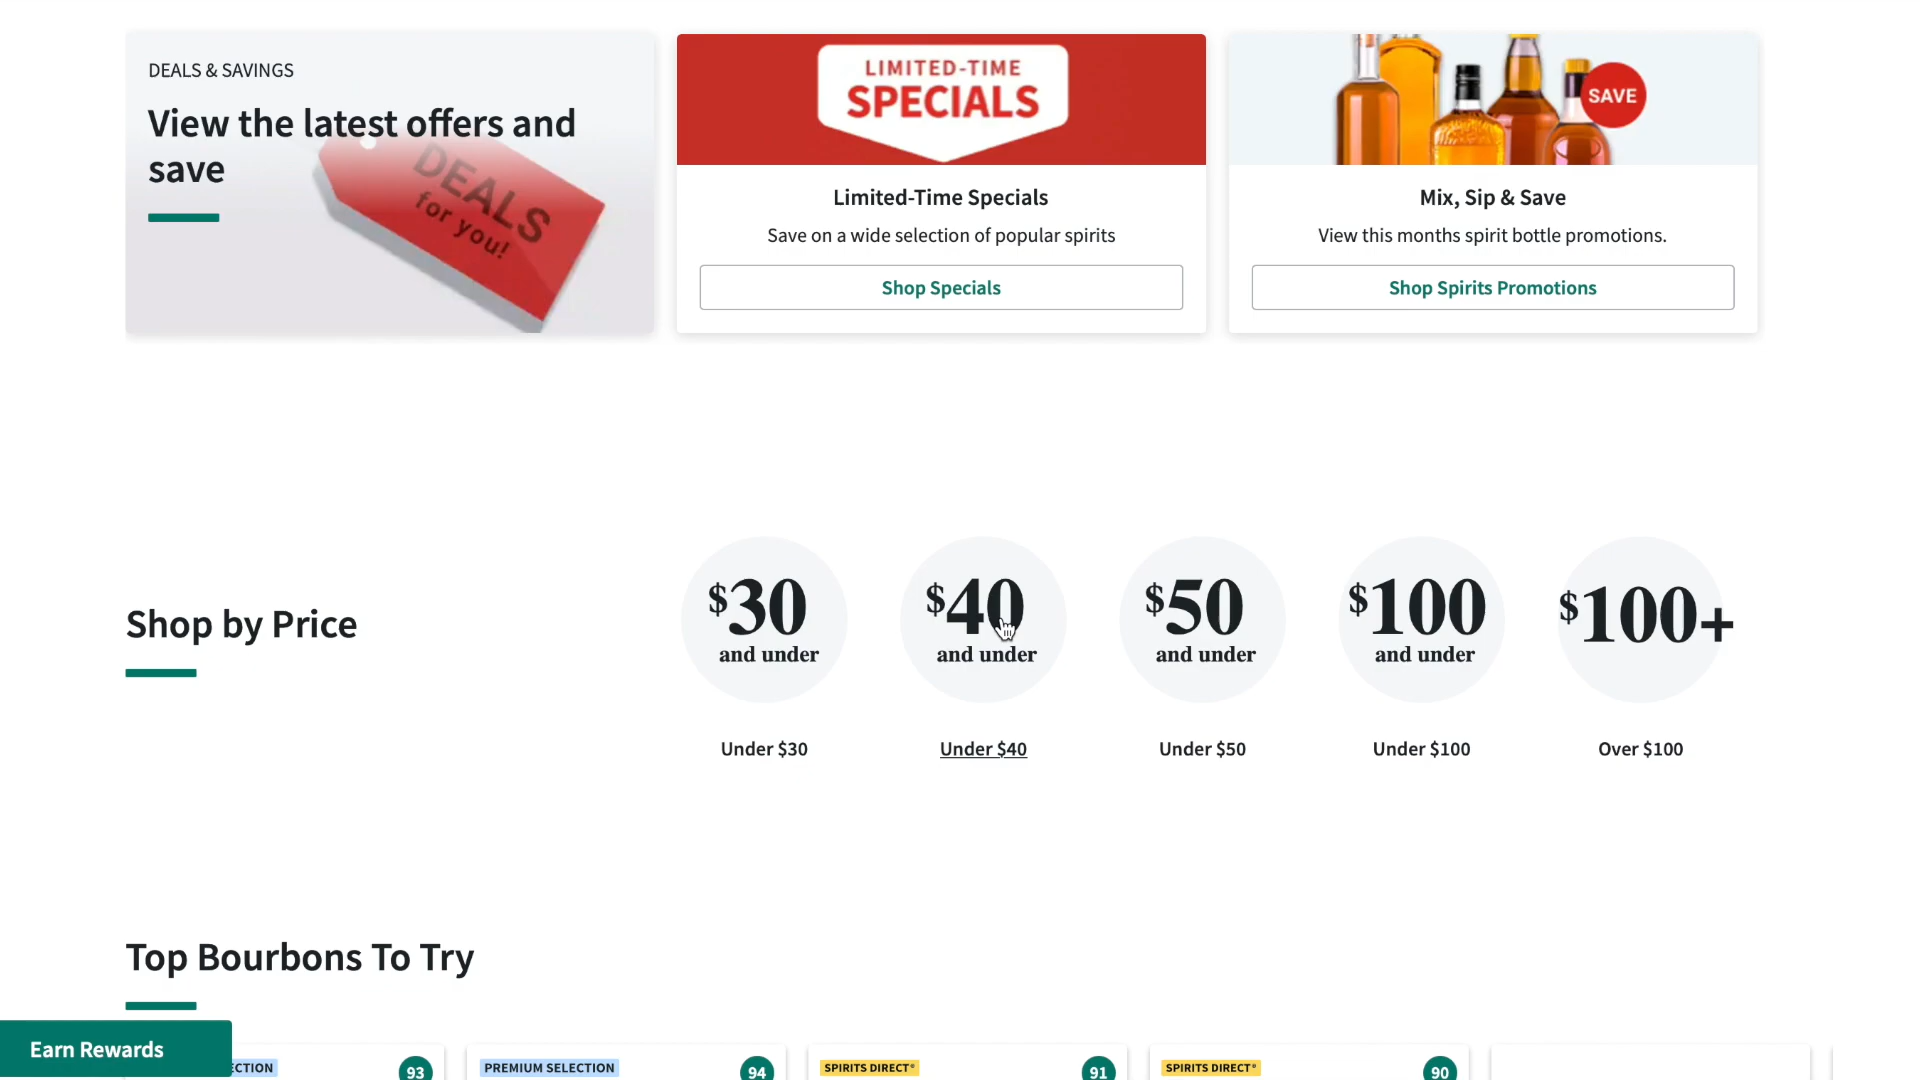 DEALS & SAVINGS
View the latest offers and
save
DEALS
for you!
LIMITED-TIME
SPECIALS
Limited-Time Specials
Save on a wide selection of popular spirits
Shop Specials
SAVE
Mix, Sip & Save
View this months spirit bottle promotions.
Shop Spirits Promotions
Shop by Price
$30
and under
Under $30
$40
and under
Under $40
$50
and under
Under $50
$100
and under
Under $100
$100+
Over $100
Top Bourbons To Try
Earn Rewards
93
PREMIUM SELECTION
94
SPIRITS DIRECT®
91
SPIRITS DIRECT®
90